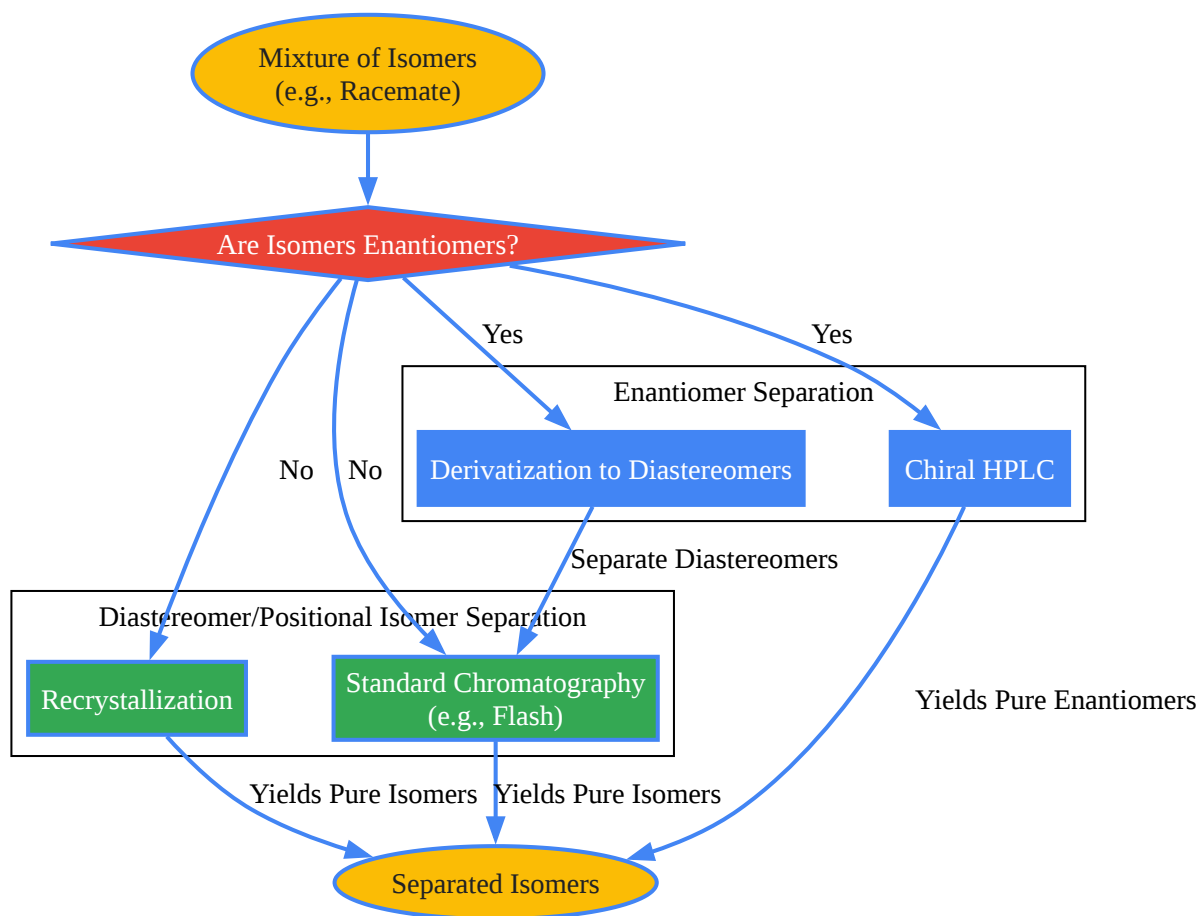 Mixture of Isomers
(e.g., Racemate)
Are Isomers Enantiomers?
Yes
Yes
Enantiomer Separation
Derivatization to Diastereomers
Chiral HPLC
No
No
Separate Diastereomers
Diastereomer/Positional Isomer Separation
Recrystallization
Standard Chromatography
(e.g., Flash)
Yields Pure Enantiomers
Yields Pure Isomers
Yields Pure Isomers
Separated Isomers